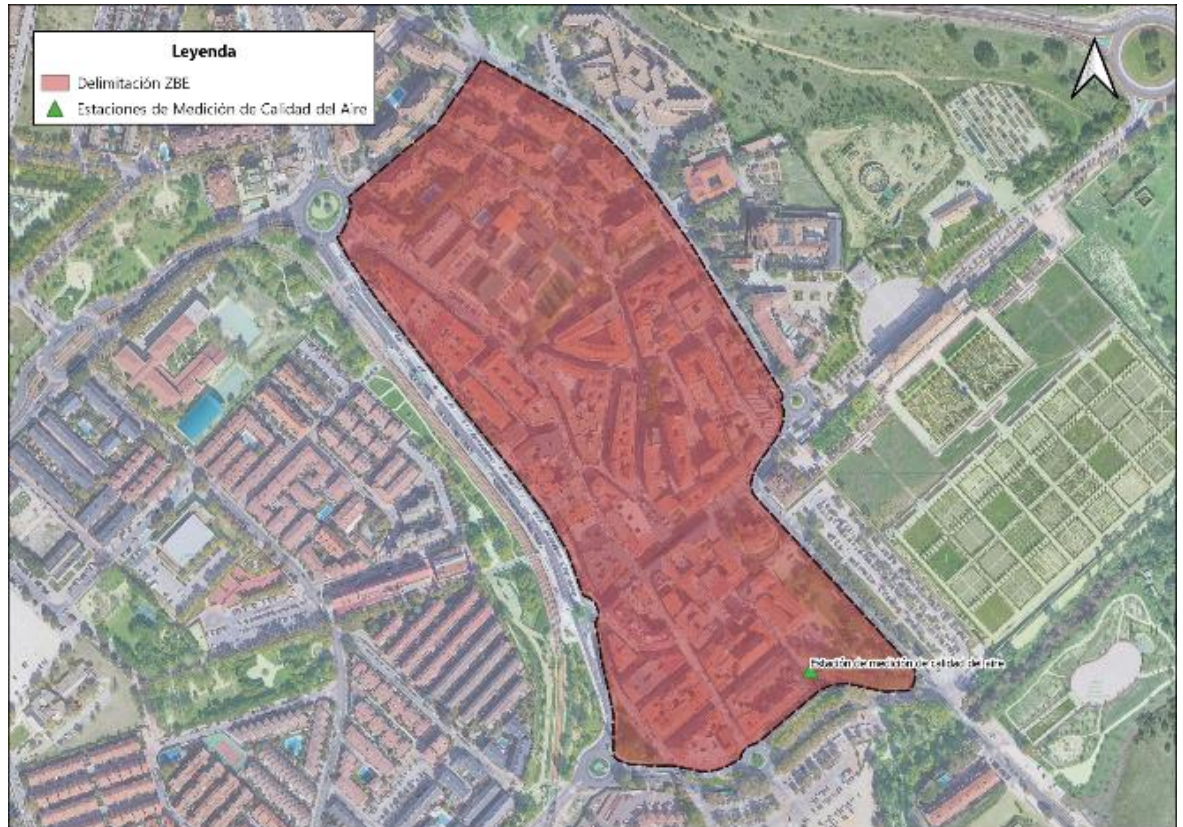 Leyenda
Delimitación ZBE
Estaciones de Medición de Calidad del Aire
Estación de medición de calidad del aire